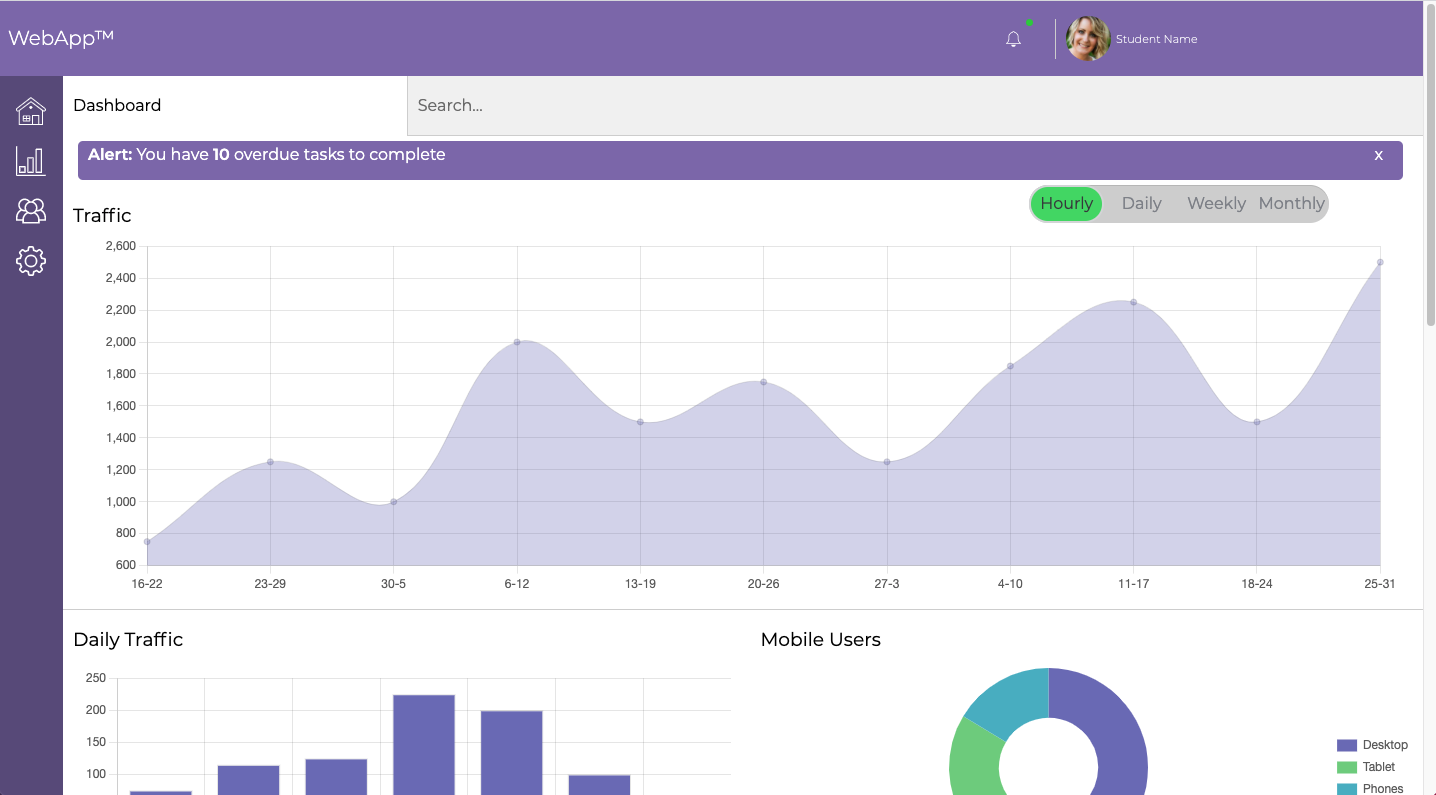 WebApp™
Student Name
Dashboard
Search...
Alert: You have 10 overdue tasks to complete
x
Traffic
Hourly Daily Weekly Monthly
2,600
2,400
2,200
2,000
1,800
1,600
1,400
1,200
1,000
800
600
16-22 23-29 30-5 6-12 13-19 20-26 27-3 4-10 11-17 18-24 25-31
Daily Traffic
250
200
150
100
Mobile Users
Desktop
Tablet
Phones